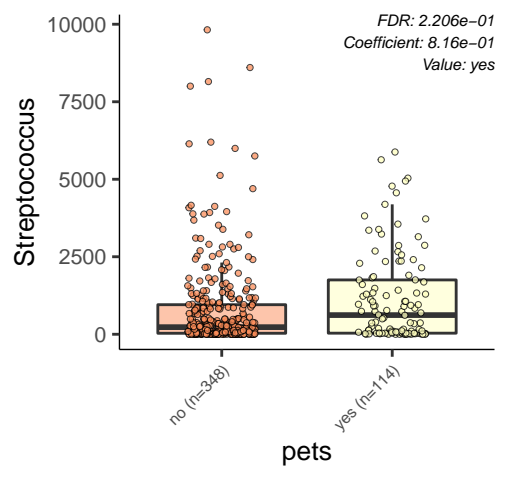 FDR: 2.206e−01
Coefficient: 8.16e−01
Value: yes
Streptococcus
10000
7500
5000
2500
0
no (n=348)
yes (n=114)
pets